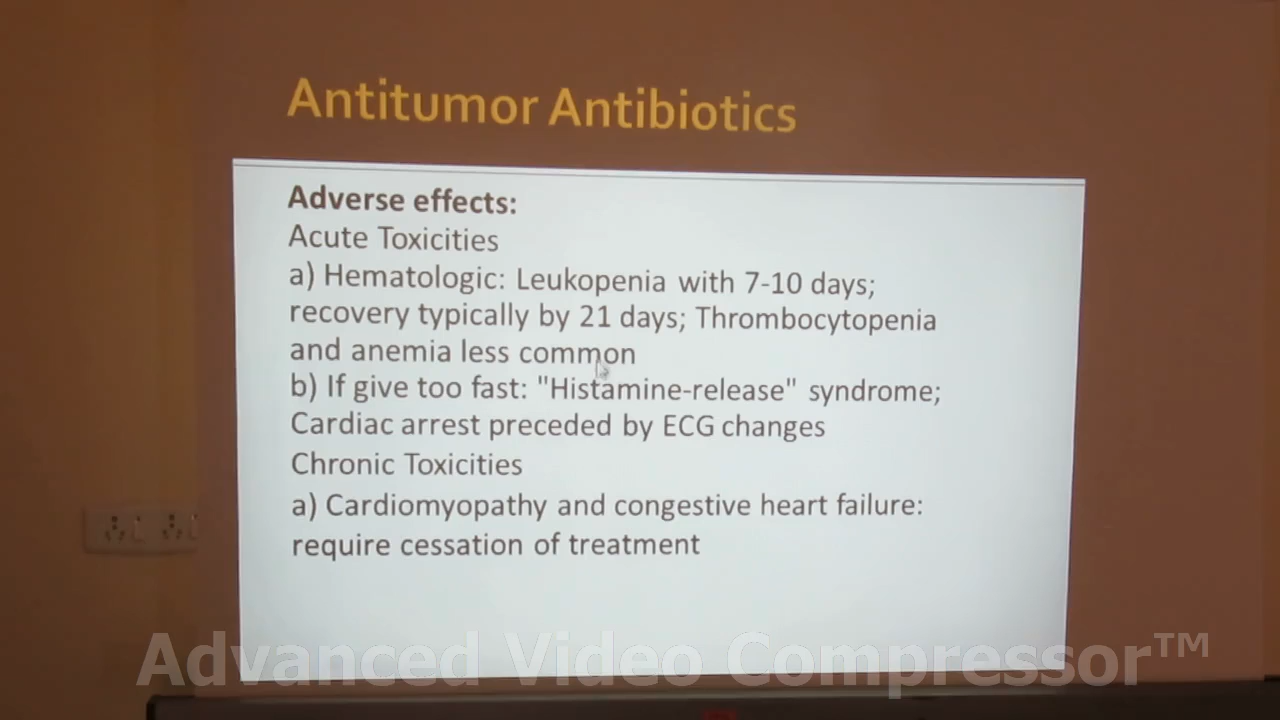 Antitumor Antibiotics
Adverse effects:
Acute Toxicities
a) Hematologic: Leukopenia with 7-10 days;
recovery typically by 21 days; Thrombocytopenia
and anemia less common
b) If give too fast: "Histamine-release" syndrome;
Cardiac arrest preceded by ECG changes
Chronic Toxicities
a) Cardiomyopathy and congestive heart failure:
require cessation of treatment
Advanced Video Compressor™